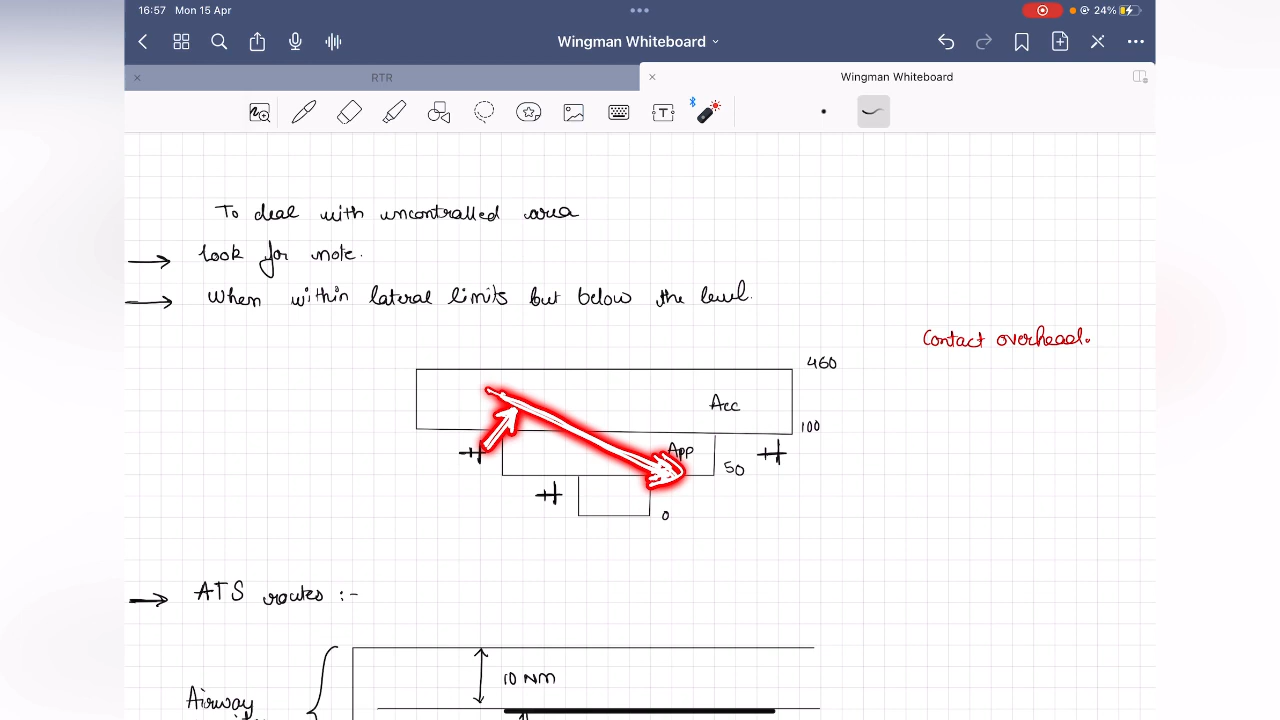 16:57 Mon 15 Apr
24%
Wingman Whiteboard
RTR
Wingman Whiteboard
T
To deal with uncontrolled area
look for note.
When within lateral limits but below the level.
Contact overhead.
460
Acc
100
App
50
0
ATS routes :-
10 NM
Airway